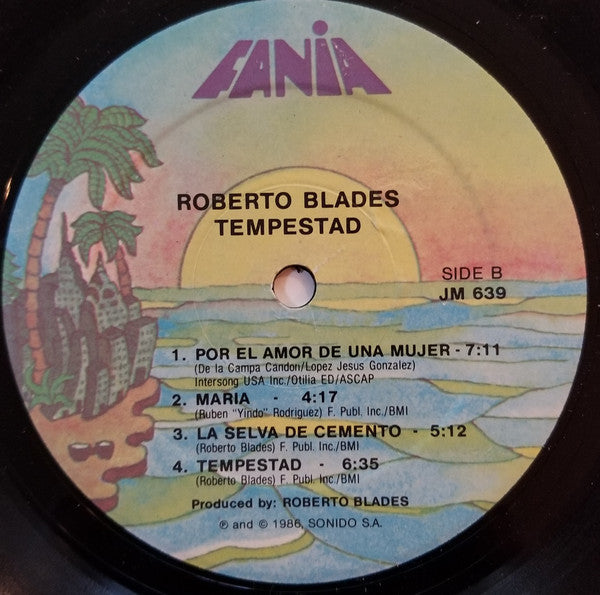 FANIA
ROBERTO BLADES
TEMPESTAD
SIDE B
JM 639
1. POR EL AMOR DE UNA MUJER - 7:11
(De la Campa Candon/Lopez Jesus Gonzalez)
Intersong USA Inc./Otilia ED/ASCAP
2. MARIA - 4:17
(Ruben "Yindo" Rodriguez) F. Publ. Inc./BMI
3. LA SELVA DE CEMENTO - 5:12
(Roberto Blades) F. Publ. Inc./BMI
4. TEMPESTAD - 6:35
(Roberto Blades) F. Publ. Inc./BMI
Produced by: ROBERTO BLADES
℗ and © 1986, SONIDO S.A.